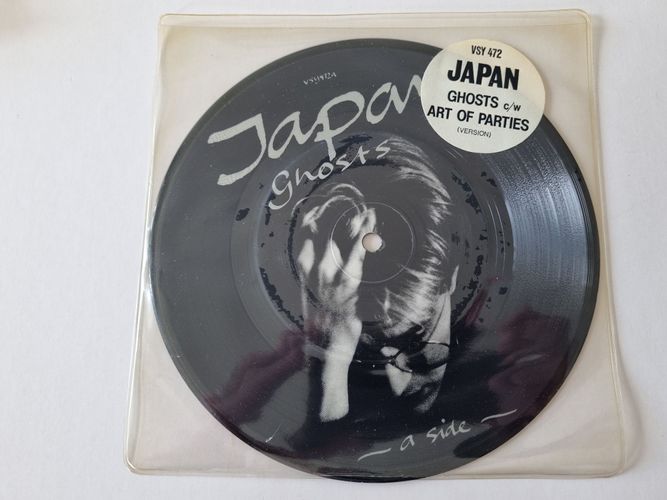 VSY472A
Japan
Ghosts
— a side —
VSY 472
JAPAN
GHOSTS c/w
ART OF PARTIES
(VERSION)